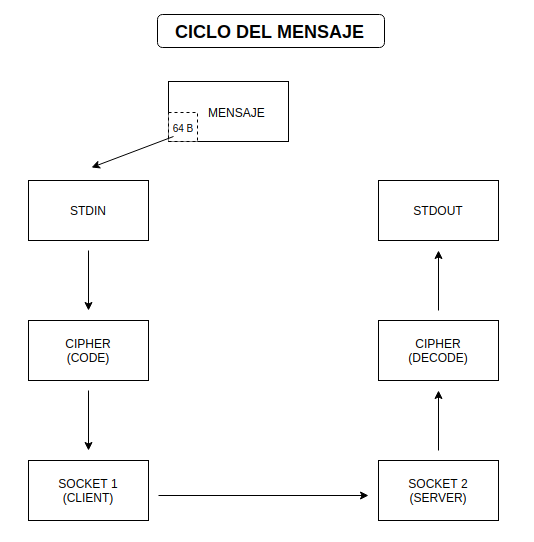 CICLO DEL MENSAJE
MENSAJE
64 B
STDIN
STDOUT
CIPHER
(CODE)
CIPHER
(DECODE)
SOCKET 1
(CLIENT)
SOCKET 2
(SERVER)